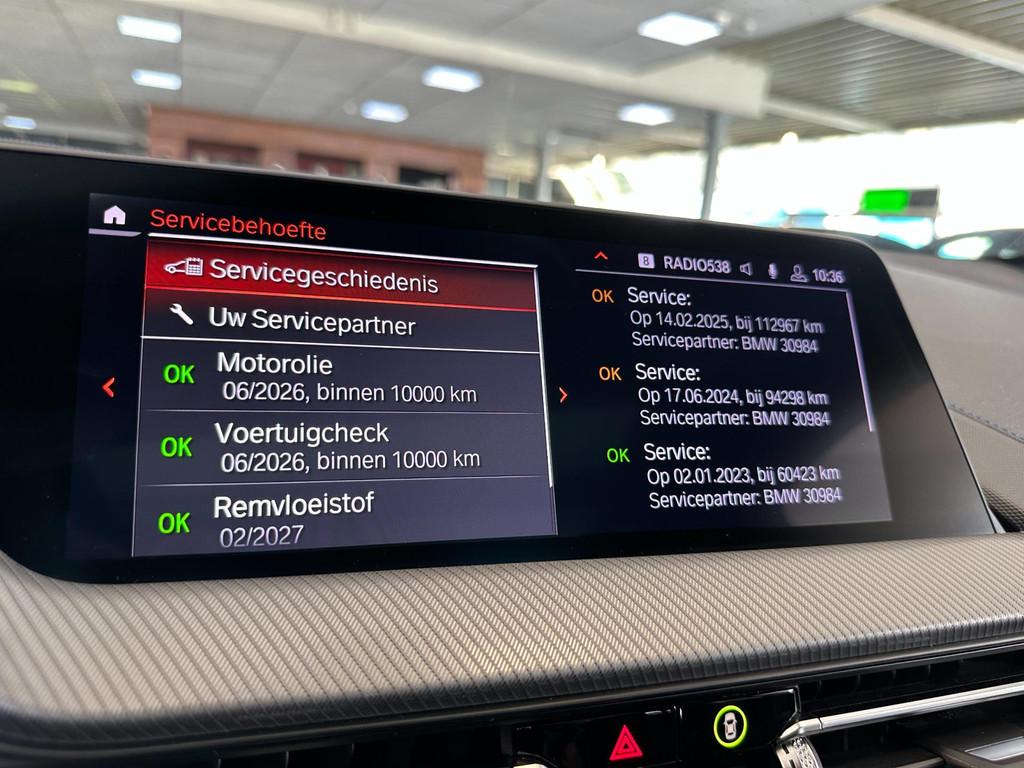 Servicebehoefte
Servicegeschiedenis
Uw Servicepartner
OK Motorolie
06/2026, binnen 10000 km
OK Voertuigcheck
06/2026, binnen 10000 km
OK Remvloeistof
02/2027
8 RADIO538 10:36
OK Service:
Op 14.02.2025, bij 112967 km
Servicepartner: BMW 30984
OK Service:
Op 17.06.2024, bij 94298 km
Servicepartner: BMW 30984
OK Service:
Op 02.01.2023, bij 60423 km
Servicepartner: BMW 30984